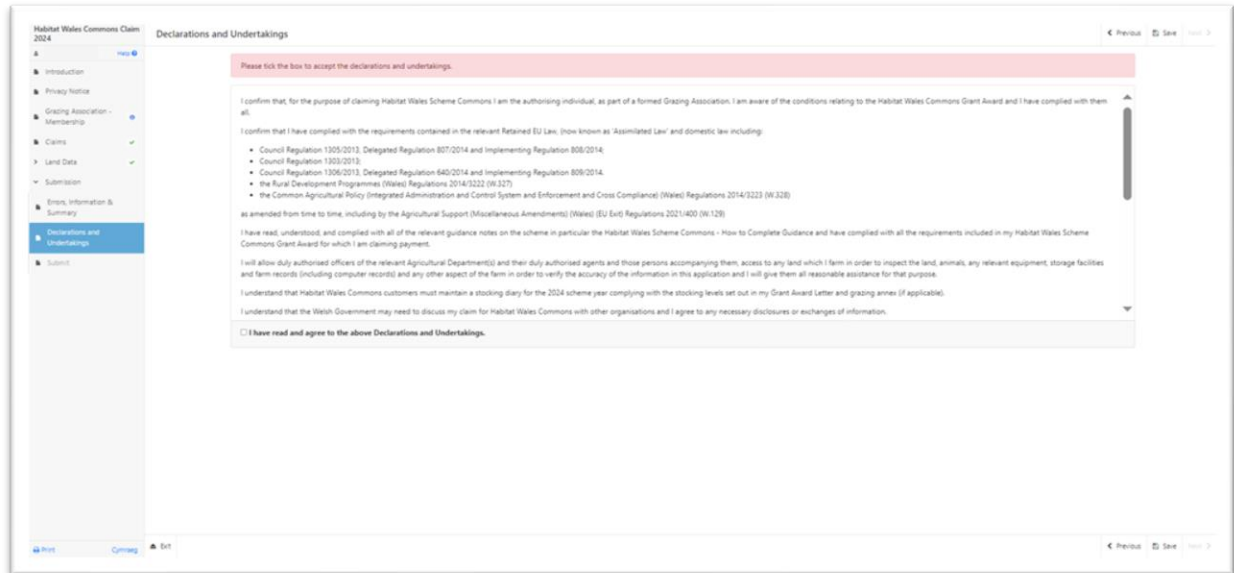 Habitat Wales Commons Claim
2024
Help
Introduction
Privacy Notice
Grazing Association -
Membership
Claims
Land Data
Submission
Errors, Information &
Summary
Declarations and
Undertakings
Submit
Print
Cymraeg
Declarations and Undertakings
Previous
Save
Next
Please tick the box to accept the declarations and undertakings.
I confirm that, for the purpose of claiming Habitat Wales Scheme Commons I am the authorising individual, as part of a formed Grazing Association. I am aware of the conditions relating to the Habitat Wales Commons Grant Award and I have complied with them
all.
I confirm that I have complied with the requirements contained in the relevant Retained EU Law, (now known as 'Assimilated Law' and domestic law including:
• Council Regulation 1305/2013, Delegated Regulation 807/2014 and Implementing Regulation 808/2014;
• Council Regulation 1303/2013;
• Council Regulation 1306/2013, Delegated Regulation 640/2014 and Implementing Regulation 809/2014.
• the Rural Development Programmes (Wales) Regulations 2014/3222 (W.327)
• the Common Agricultural Policy (Integrated Administration and Control System and Enforcement and Cross Compliance) (Wales) Regulations 2014/3223 (W.328)
as amended from time to time, including by the Agricultural Support (Miscellaneous Amendments) (Wales) (EU Exit) Regulations 2021/400 (W.129)
I have read, understood, and complied with all of the relevant guidance notes on the scheme in particular the Habitat Wales Scheme Commons - How to Complete Guidance and have complied with all the requirements included in my Habitat Wales Scheme
Commons Grant Award for which I am claiming payment.
I will allow duly authorised officers of the relevant Agricultural Department(s) and their duly authorised agents and those persons accompanying them, access to any land which I farm in order to inspect the land, animals, any relevant equipment, storage facilities
and farm records (including computer records) and any other aspect of the farm in order to verify the accuracy of the information in this application and I will give them all reasonable assistance for that purpose.
I understand that Habitat Wales Commons customers must maintain a stocking diary for the 2024 scheme year complying with the stocking levels set out in my Grant Award Letter and grazing annex (if applicable).
I understand that the Welsh Government may need to discuss my claim for Habitat Wales Commons with other organisations and I agree to any necessary disclosures or exchanges of information.
I have read and agree to the above Declarations and Undertakings.
Exit
Previous
Save
Next